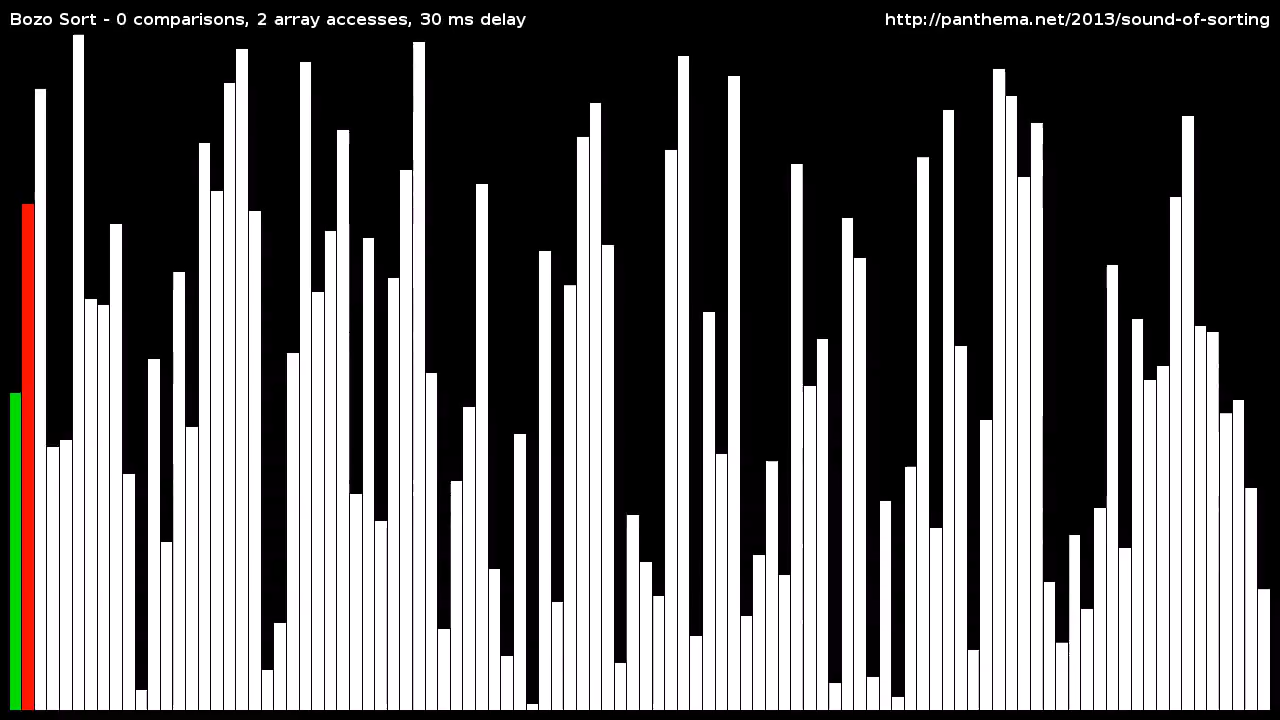 Bozo Sort - 0 comparisons, 2 array accesses, 30 ms delay
http://panthema.net/2013/sound-of-sorting